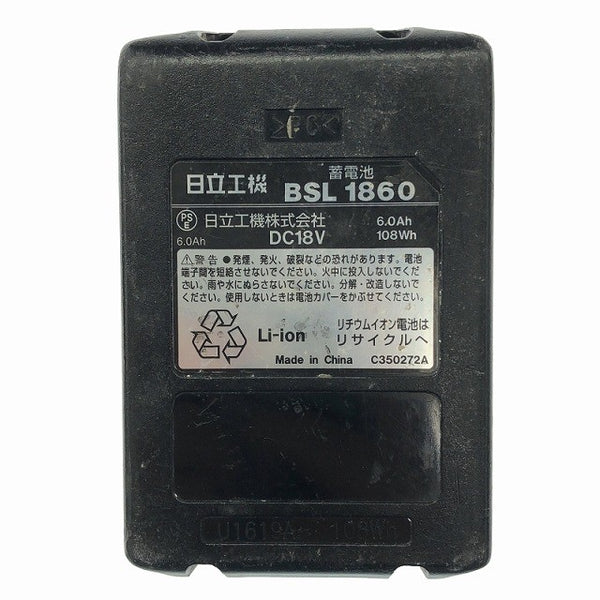 >PC<
日立工機 蓄電池 BSL 1860
PS E 日立工機株式会社 6.0Ah
6.0Ah DC18V 108Wh
⚠警告 ●発煙、発火、破裂などの恐れがあります。電池
端子間を短絡させないでください。火中に投入しないでくだ
さい。雨や水にぬらさないでください。分解・改造しないでく
ださい。使用しないときは電池カバーをかぶせてください。
Li-ion リチウムイオン電池は
リサイクルへ
Made in China C350272A
U1619A 108Wh